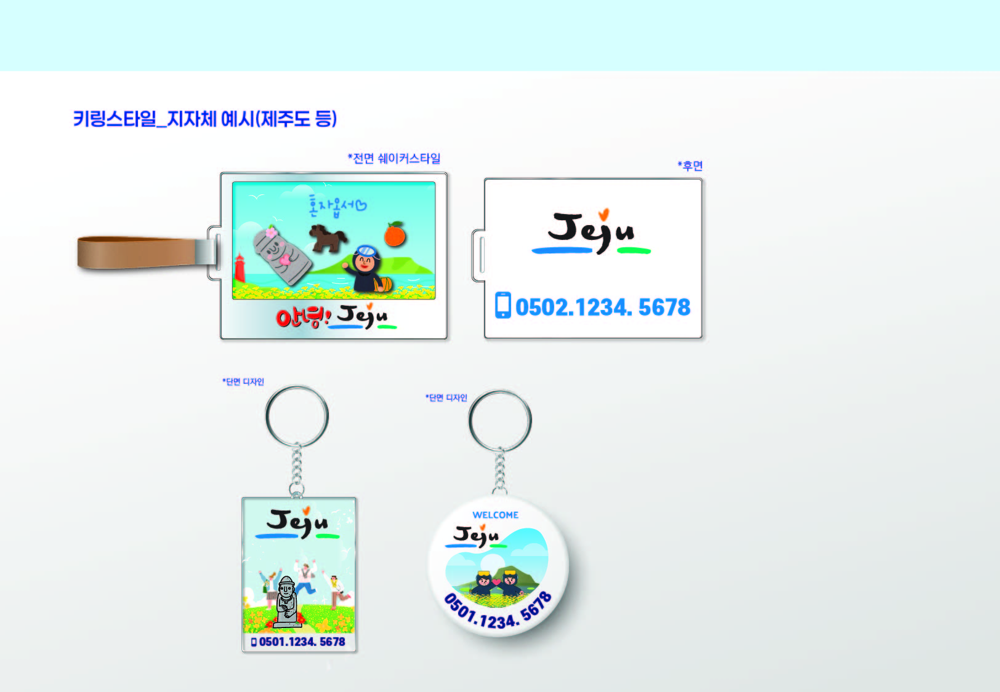 키링스타일_지자체 예시(제주도 등)
*전면 쉐이커스타일
*후면
혼자옵서
안녕! Jeju
Jeju
0502.1234. 5678
*단면 디자인
*단면 디자인
Jeju
0501.1234. 5678
WELCOME
Jeju
0501.1234. 5678